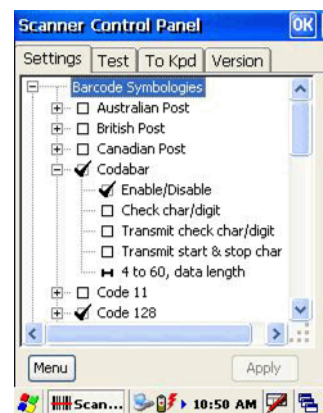 Scanner Control Panel OK
Settings Test To Kpd Version
Barcode Symbologies
Australian Post
British Post
Canadian Post
Codabar
Enable/Disable
Check char/digit
Transmit check char/digit
Transmit start & stop char
4 to 60, data length
Code 11
Code 128
Menu Apply
Scan... 10:50 AM